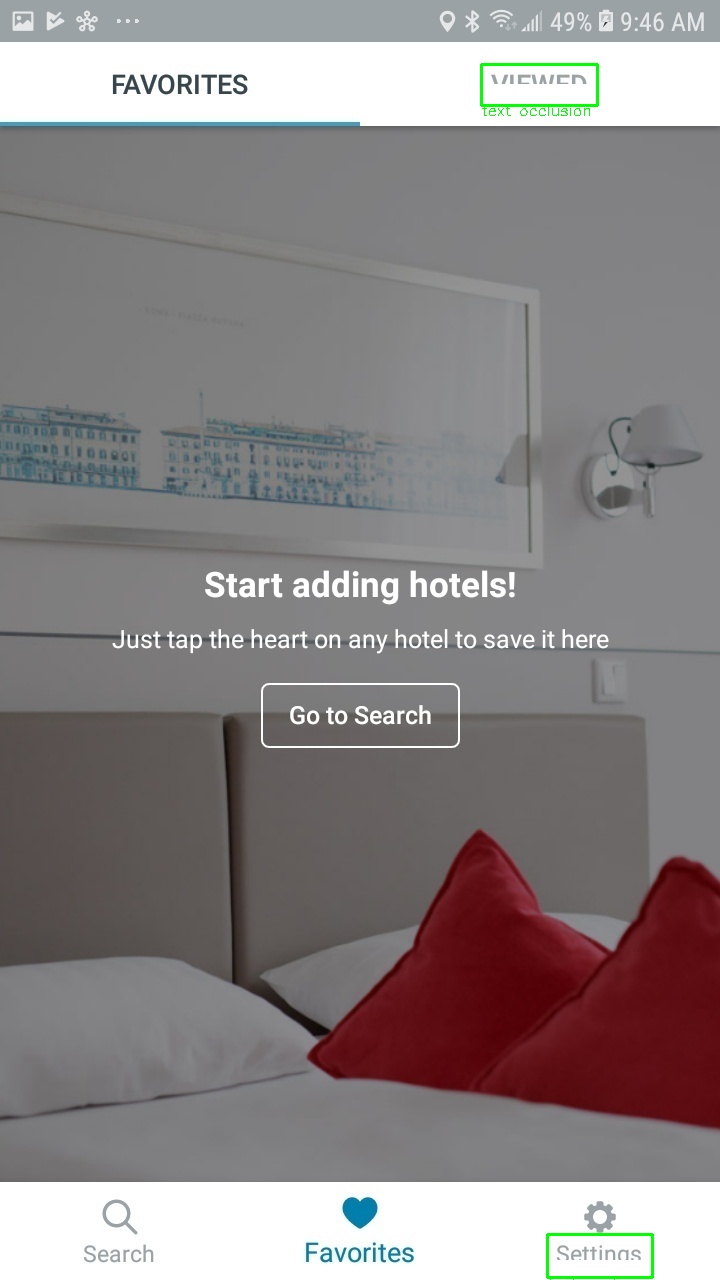 49% 9:46 AM
FAVORITES
VIEWED
text occlusion
Start adding hotels!
Just tap the heart on any hotel to save it here
Go to Search
Search
Favorites
Settings